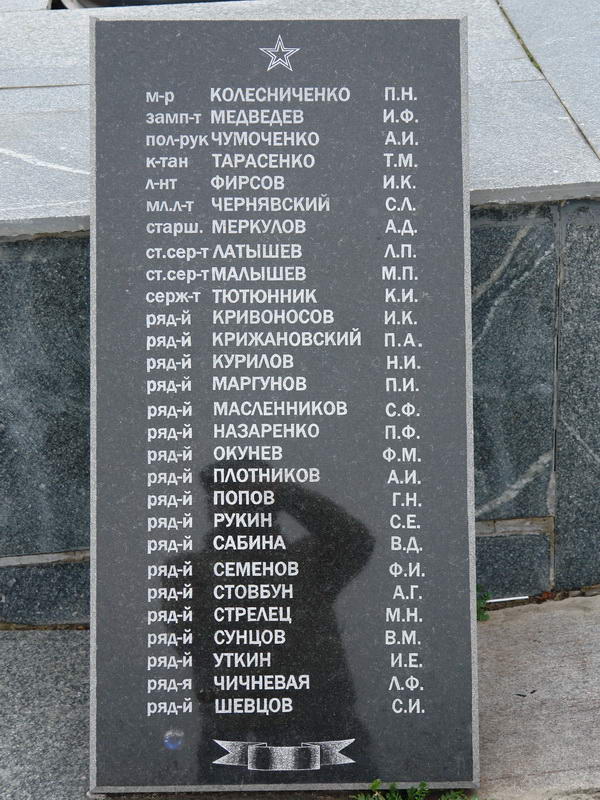 м-р КОЛЕСНИЧЕНКО П.Н.
замп-т МЕДВЕДЕВ И.Ф.
пол-рук ЧУМОЧЕНКО А.И.
к-тан ТАРАСЕНКО Т.М.
л-нт ФИРСОВ И.К.
мл.л-т ЧЕРНЯВСКИЙ С.Л.
старш. МЕРКУЛОВ А.Д.
ст.сер-т ЛАТЫШЕВ Л.П.
ст.сер-т МАЛЫШЕВ М.П.
серж-т ТЮТЮННИК К.И.
ряд-й КРИВОНОСОВ И.К.
ряд-й КРИЖАНОВСКИЙ П.А.
ряд-й КУРИЛОВ Н.И.
ряд-й МАРГУНОВ П.И.
ряд-й МАСЛЕННИКОВ С.Ф.
ряд-й НАЗАРЕНКО П.Ф.
ряд-й ОКУНЕВ Ф.М.
ряд-й ПЛОТНИКОВ А.И.
ряд-й ПОПОВ Г.Н.
ряд-й РУКИН С.Е.
ряд-й САБИНА В.Д.
ряд-й СЕМЕНОВ Ф.И.
ряд-й СТОВБУН А.Г.
ряд-й СТРЕЛЕЦ М.Н.
ряд-й СУНЦОВ В.М.
ряд-й УТКИН И.Е.
ряд-я ЧИЧНЕВАЯ Л.Ф.
ряд-й ШЕВЦОВ С.И.